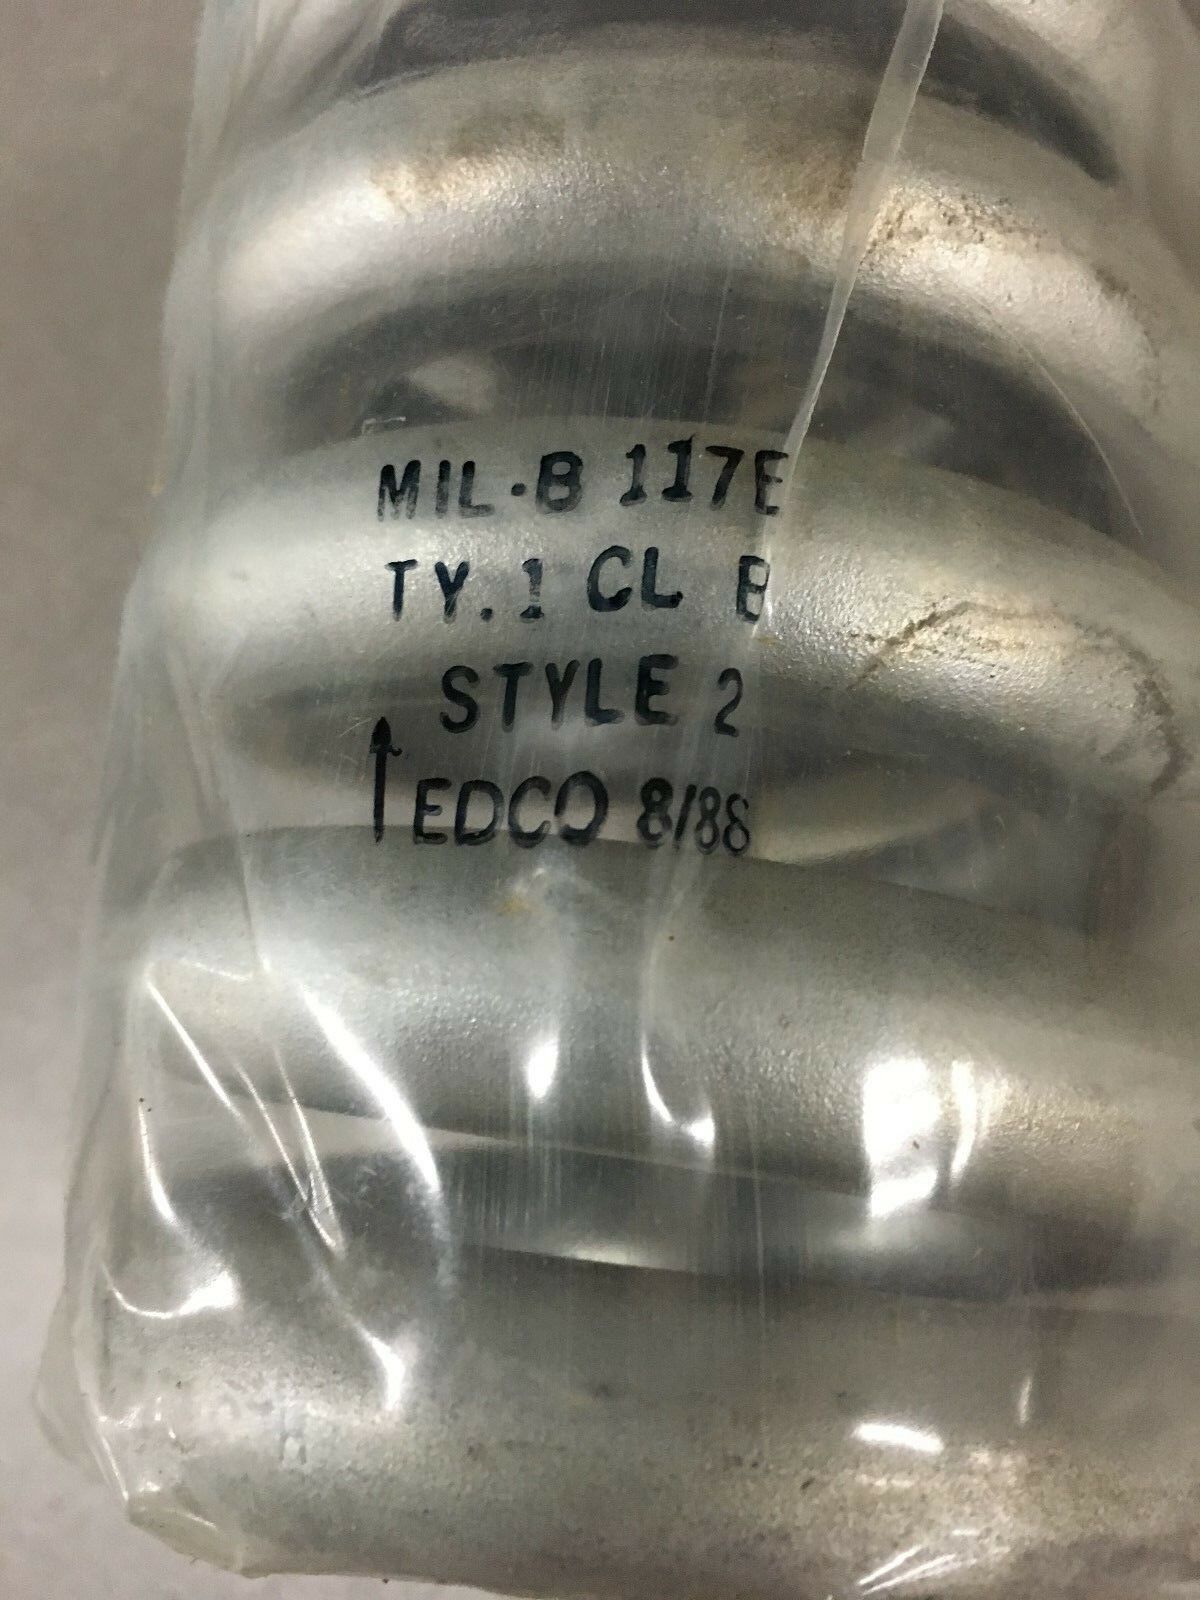 MIL-B 117E
TY. 1 CL B
STYLE 2
EDCO 8/88